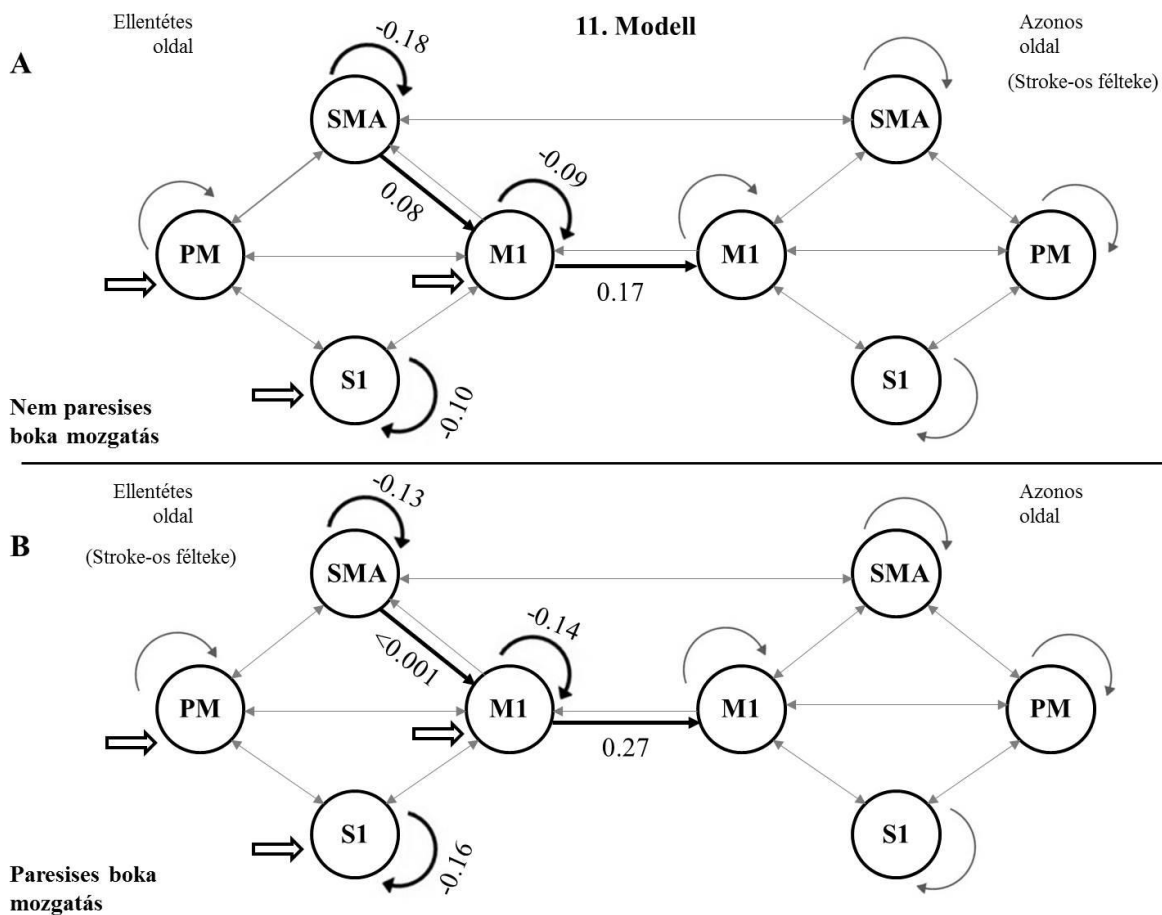 11. Modell
A
Ellentétes
oldal
Azonos
oldal
(Stroke-os félteke)
-0.18
SMA
SMA
0.08
-0.09
PM
M1
M1
PM
0.17
S1
S1
-0.10
Nem paresises
boka mozgatás
B
Ellentétes
oldal
(Stroke-os félteke)
Azonos
oldal
-0.13
SMA
SMA
<0.001
-0.14
PM
M1
M1
PM
0.27
S1
S1
-0.16
Paresises boka
mozgatás